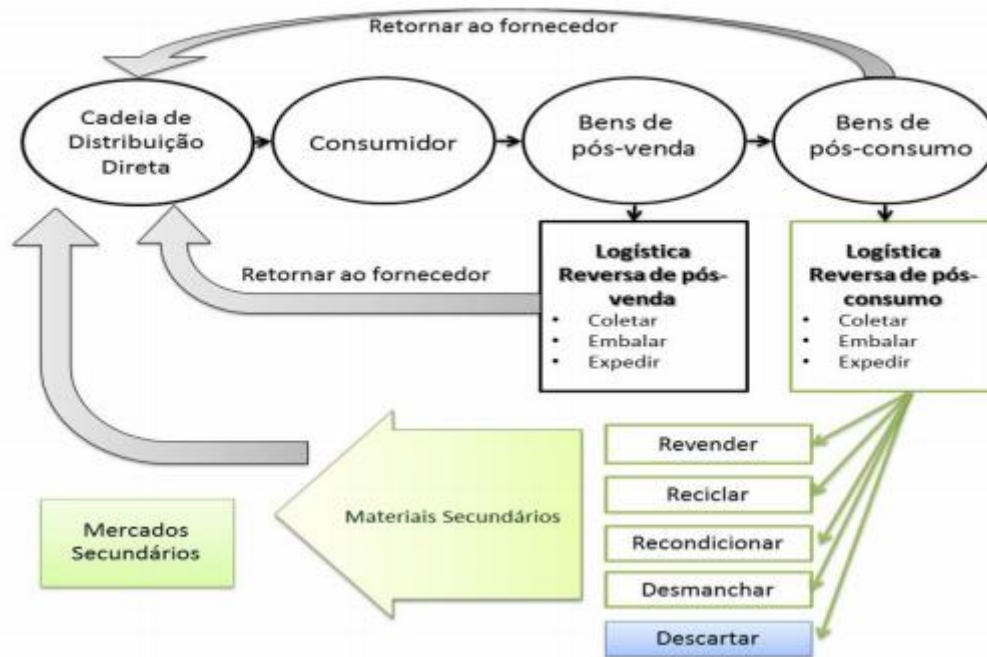 Retornar ao fornecedor
Cadeia de
Distribuição
Direta
Consumidor
Bens de
pós-venda
Bens de
pós-consumo
Retornar ao fornecedor
Logística
Reversa de pós-
venda
• Coletar
• Embalar
• Expedir
Logística
Reversa de pós-
consumo
• Coletar
• Embalar
• Expedir
Revender
Reciclar
Recondicionar
Desmanchar
Descartar
Materiais Secundários
Mercados
Secundários